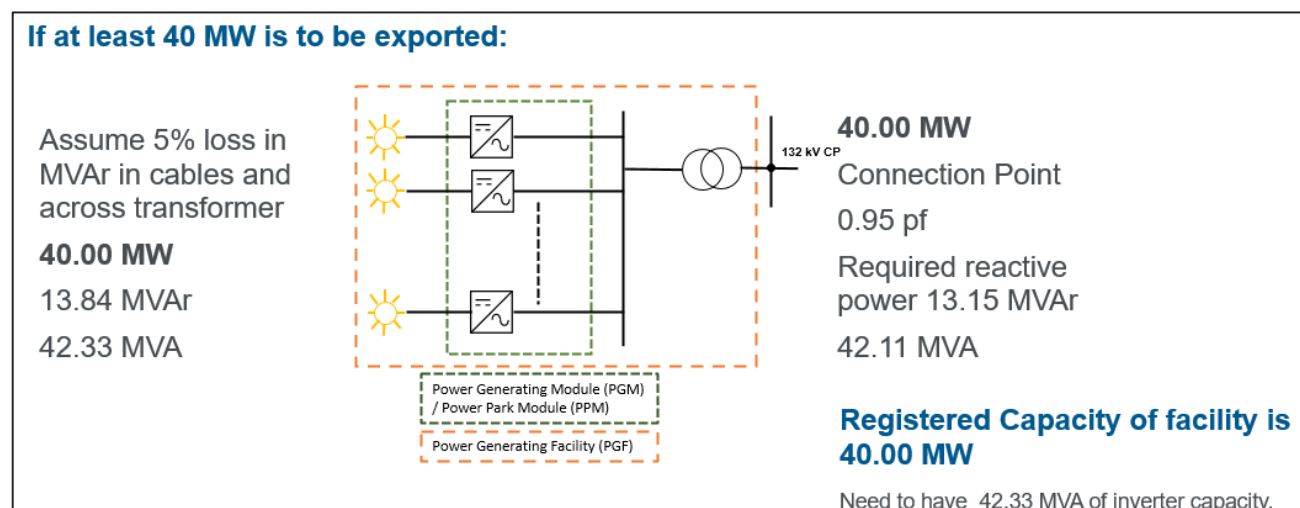 If at least 40 MW is to be exported:
Assume 5% loss in
MVAr in cables and
across transformer
40.00 MW
13.84 MVAr
42.33 MVA
132 kV CP
40.00 MW
Connection Point
0.95 pf
Required reactive
power 13.15 MVAr
42.11 MVA
Power Generating Module (PGM)
/ Power Park Module (PPM)
Power Generating Facility (PGF)
Registered Capacity of facility is
40.00 MW
Need to have 42.33 MVA of inverter capacity.